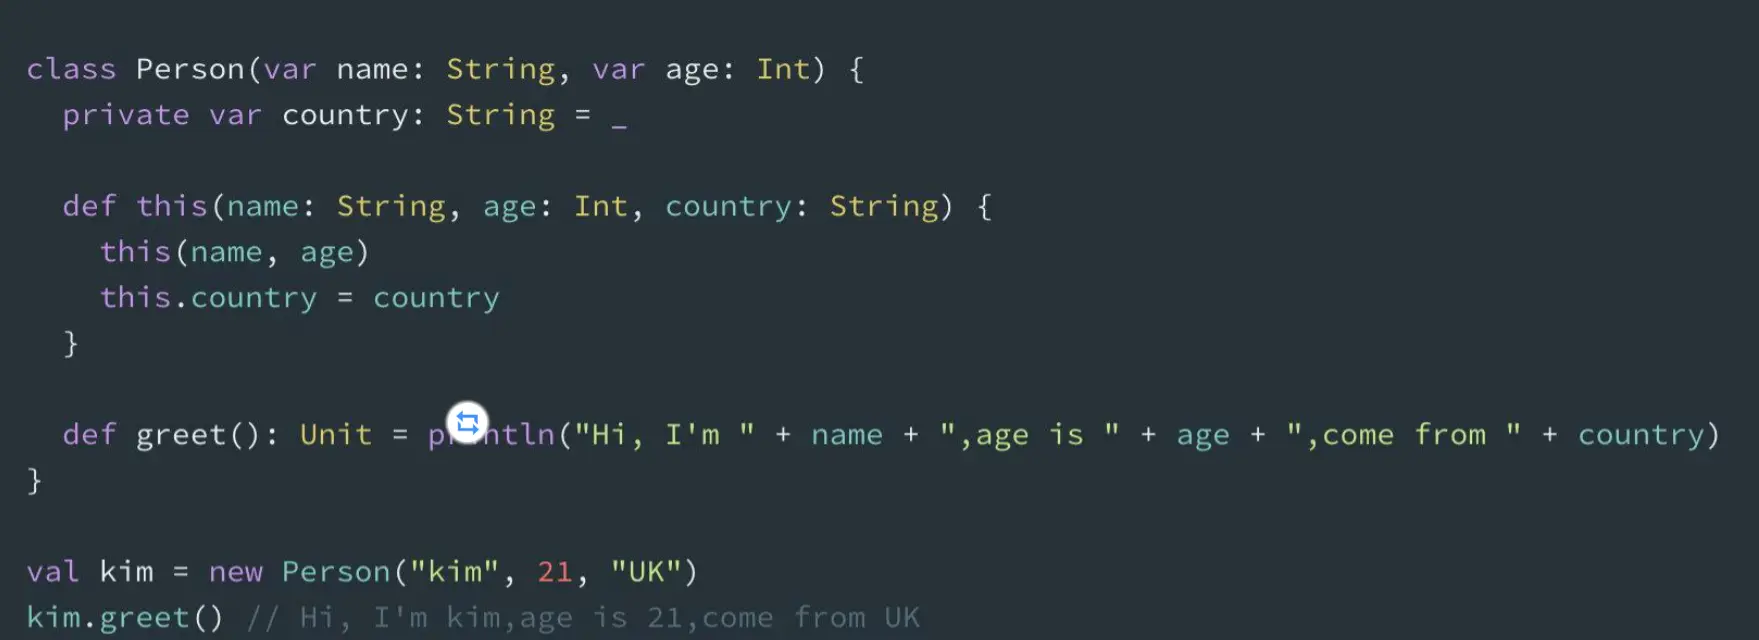 class Person(var name: String, var age: Int) {
  private var country: String = _

  def this(name: String, age: Int, country: String) {
    this(name, age)
    this.country = country
  }

  def greet(): Unit = println("Hi, I'm " + name + ",age is " + age + ",come from " + country)
}

val kim = new Person("kim", 21, "UK")
kim.greet() // Hi, I'm kim,age is 21,come from UK